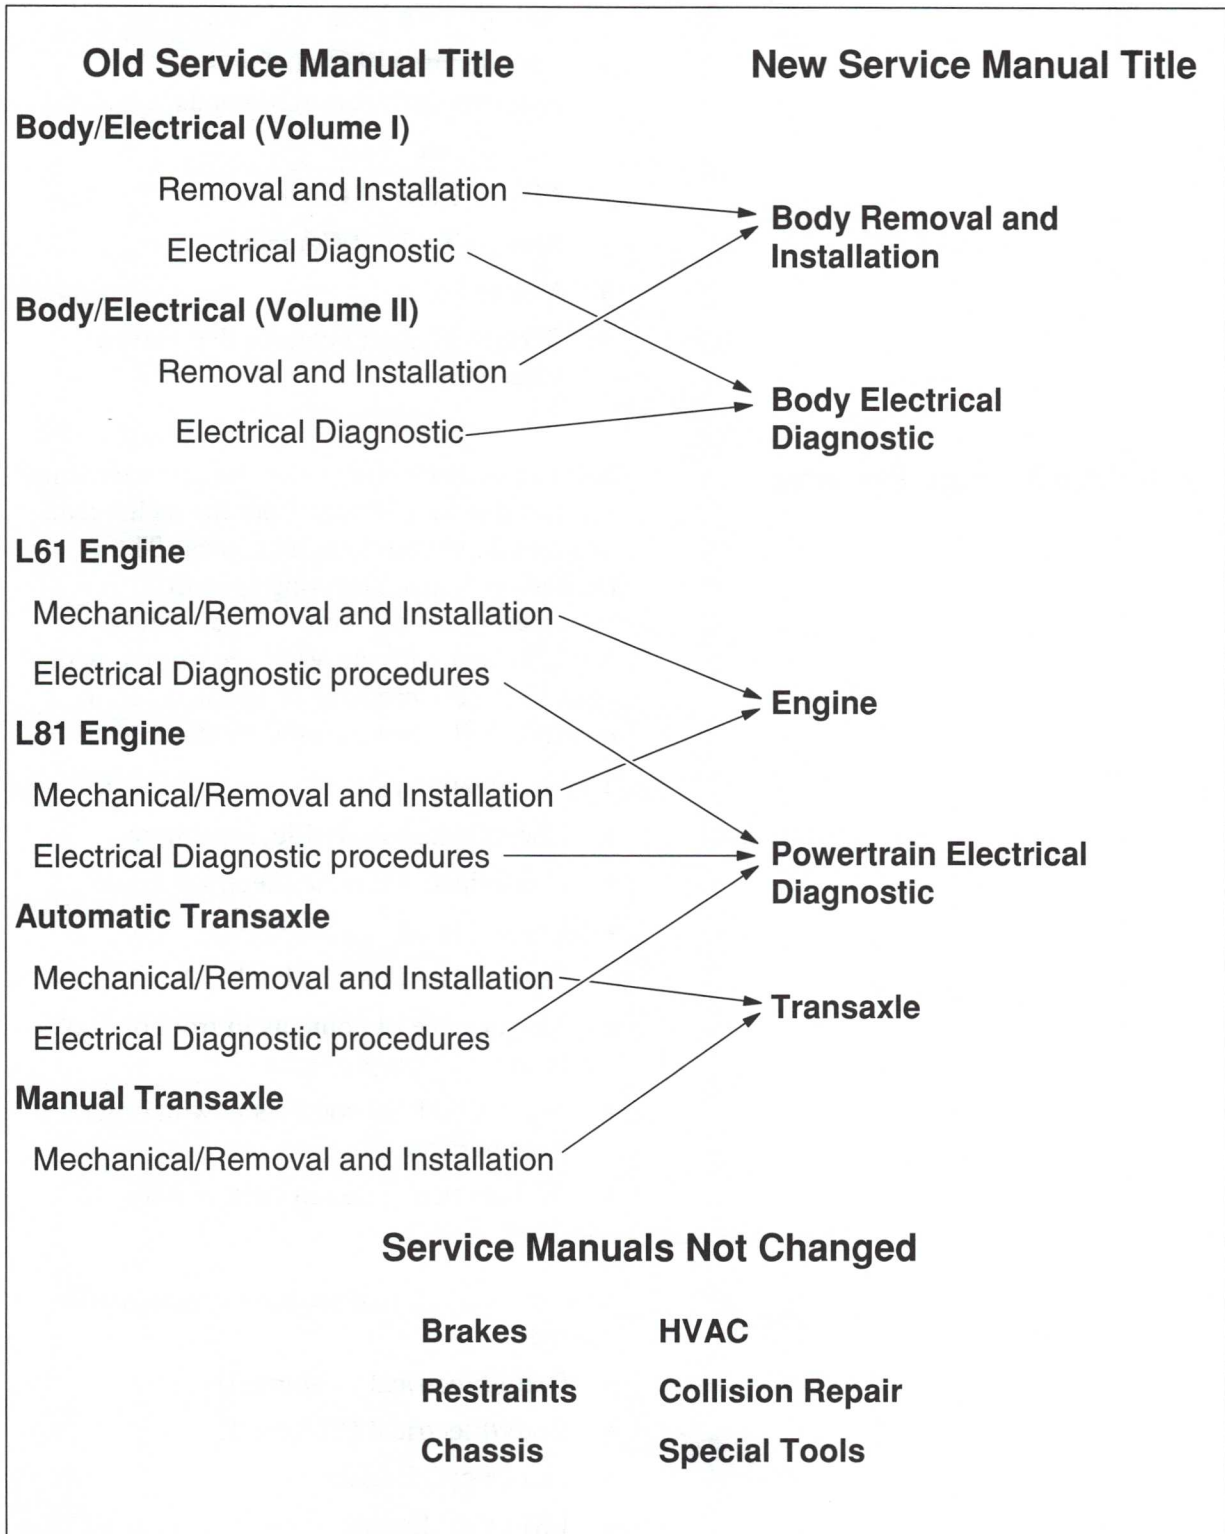 Old Service Manual Title
New Service Manual Title
Body/Electrical (Volume I)
Removal and Installation
Electrical Diagnostic
Body Removal and
Installation
Body/Electrical (Volume II)
Removal and Installation
Electrical Diagnostic
Body Electrical
Diagnostic
L61 Engine
Mechanical/Removal and Installation
Electrical Diagnostic procedures
Engine
L81 Engine
Mechanical/Removal and Installation
Electrical Diagnostic procedures
Powertrain Electrical
Diagnostic
Automatic Transaxle
Mechanical/Removal and Installation
Electrical Diagnostic procedures
Transaxle
Manual Transaxle
Mechanical/Removal and Installation
Service Manuals Not Changed
Brakes
HVAC
Restraints
Collision Repair
Chassis
Special Tools